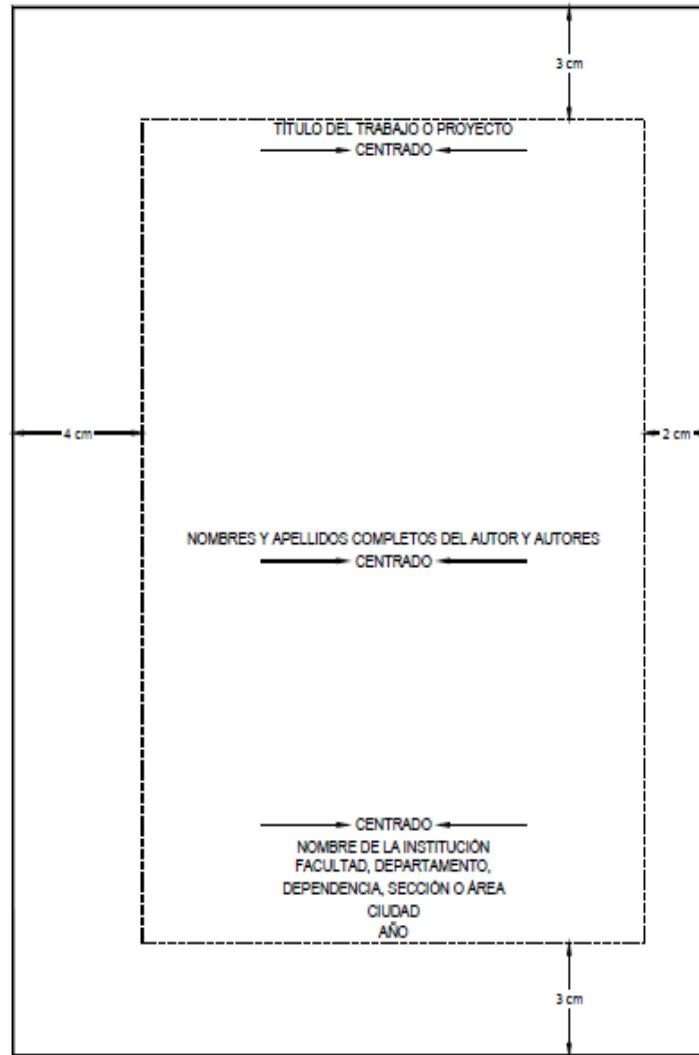 3 cm
TÍTULO DEL TRABAJO O PROYECTO
CENTRADO
4 cm
2 cm
NOMBRES Y APELLIDOS COMPLETOS DEL AUTOR Y AUTORES
CENTRADO
CENTRADO
NOMBRE DE LA INSTITUCIÓN
FACULTAD, DEPARTAMENTO,
DEPENDENCIA, SECCIÓN O ÁREA
CIUDAD
AÑO
3 cm